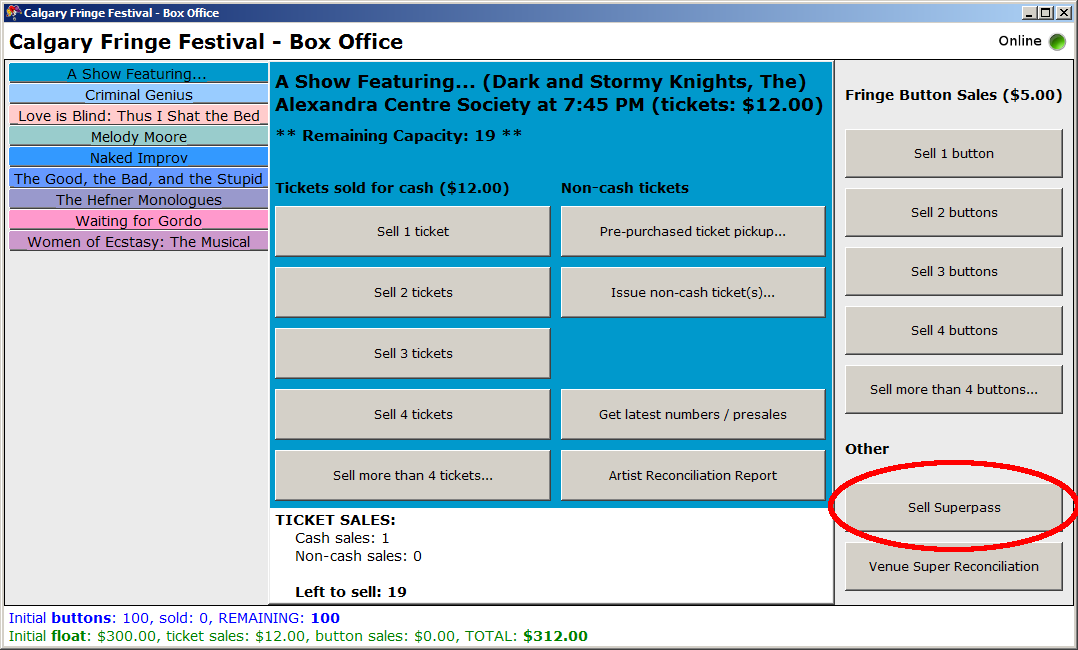 Calgary Fringe Festival - Box Office
Calgary Fringe Festival - Box Office
Online
A Show Featuring...
Criminal Genius
Love is Blind: Thus I Shat the Bed
Melody Moore
Naked Improv
The Good, the Bad, and the Stupid
The Hefner Monologues
Waiting for Gordo
Women of Ecstasy: The Musical
A Show Featuring... (Dark and Stormy Knights, The)
Alexandra Centre Society at 7:45 PM (tickets: $12.00)
** Remaining Capacity: 19 **
Tickets sold for cash ($12.00)
Sell 1 ticket
Sell 2 tickets
Sell 3 tickets
Sell 4 tickets
Sell more than 4 tickets...
Non-cash tickets
Pre-purchased ticket pickup...
Issue non-cash ticket(s)...
Get latest numbers / presales
Artist Reconciliation Report
TICKET SALES:
Cash sales: 1
Non-cash sales: 0
Left to sell: 19
Fringe Button Sales ($5.00)
Sell 1 button
Sell 2 buttons
Sell 3 buttons
Sell 4 buttons
Sell more than 4 buttons...
Other
Sell Superpass
Venue Super Reconciliation
Initial buttons: 100, sold: 0, REMAINING: 100
Initial float: $300.00, ticket sales: $12.00, button sales: $0.00, TOTAL: $312.00